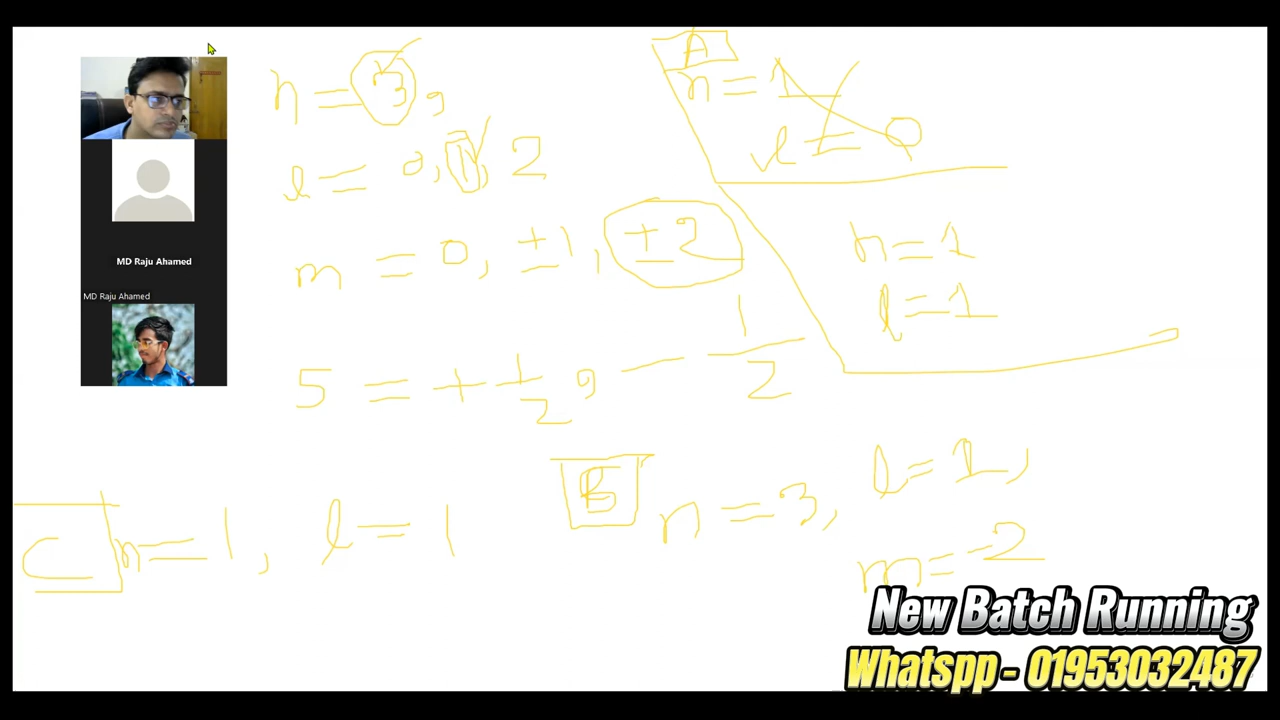 MD Raju Ahamed
MD Raju Ahamed
n = 3,
l = 0, 1, 2
m = 0, ±1, ±2
S = + 1/2, - 1/2
A
n = 1
l = 0
n = 1
l = 1
B n = 3, l = 1,
m = -2
C n = 1, l = 1
New Batch Running
Whatspp - 01953032487